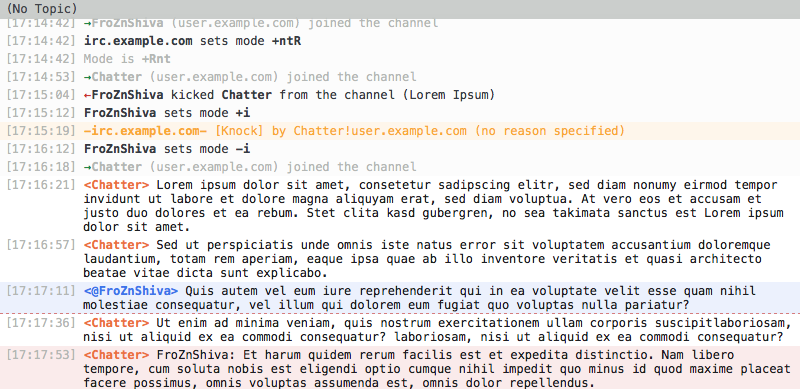 (No Topic)
[17:14:42] →FroZnShiva (user.example.com) joined the channel
[17:14:42] irc.example.com sets mode +ntR
[17:14:42] Mode is +Rnt
[17:14:53] →Chatter (user.example.com) joined the channel
[17:15:04] ←FroZnShiva kicked Chatter from the channel (Lorem Ipsum)
[17:15:12] FroZnShiva sets mode +i
[17:15:19] −irc.example.com− [Knock] by Chatter!user.example.com (no reason specified)
[17:16:12] FroZnShiva sets mode −i
[17:16:18] →Chatter (user.example.com) joined the channel
[17:16:21] <Chatter> Lorem ipsum dolor sit amet, consetetur sadipscing elitr, sed diam nonumy eirmod tempor
invidunt ut labore et dolore magna aliquyam erat, sed diam voluptua. At vero eos et accusam et
justo duo dolores et ea rebum. Stet clita kasd gubergren, no sea takimata sanctus est Lorem ipsum
dolor sit amet.
[17:16:57] <Chatter> Sed ut perspiciatis unde omnis iste natus error sit voluptatem accusantium doloremque
laudantium, totam rem aperiam, eaque ipsa quae ab illo inventore veritatis et quasi architecto
beatae vitae dicta sunt explicabo.
[17:17:11] <@FroZnShiva> Quis autem vel eum iure reprehenderit qui in ea voluptate velit esse quam nihil
molestiae consequatur, vel illum qui dolorem eum fugiat quo voluptas nulla pariatur?
[17:17:36] <Chatter> Ut enim ad minima veniam, quis nostrum exercitationem ullam corporis suscipitlaboriosam,
nisi ut aliquid ex ea commodi consequatur? laboriosam, nisi ut aliquid ex ea commodi consequatur?
[17:17:53] <Chatter> FroZnShiva: Et harum quidem rerum facilis est et expedita distinctio. Nam libero
tempore, cum soluta nobis est eligendi optio cumque nihil impedit quo minus id quod maxime placeat
facere possimus, omnis voluptas assumenda est, omnis dolor repellendus.